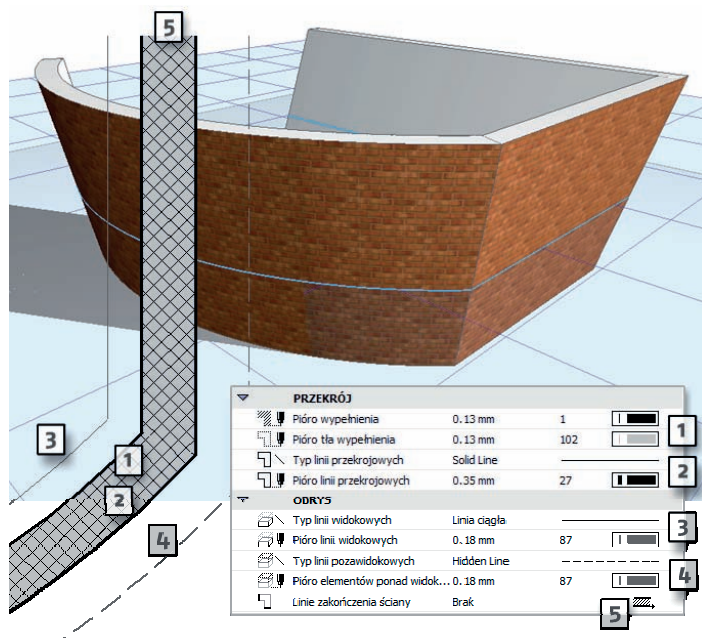 5
3
1
2
4
PRZEKRÓJ
Pióro wypełnienia 0.13 mm 1
Pióro tła wypełnienia 0.13 mm 102
1
Typ linii przekrojowych Solid Line
Pióro linii przekrojowych 0.35 mm 27
2
ODRYS
Typ linii widokowych Linia ciągła
3
Pióro linii widokowych 0.18 mm 87
Typ linii pozawidokowych Hidden Line
4
Pióro elementów ponad widok... 0.18 mm 87
Linie zakończenia ściany Brak
5